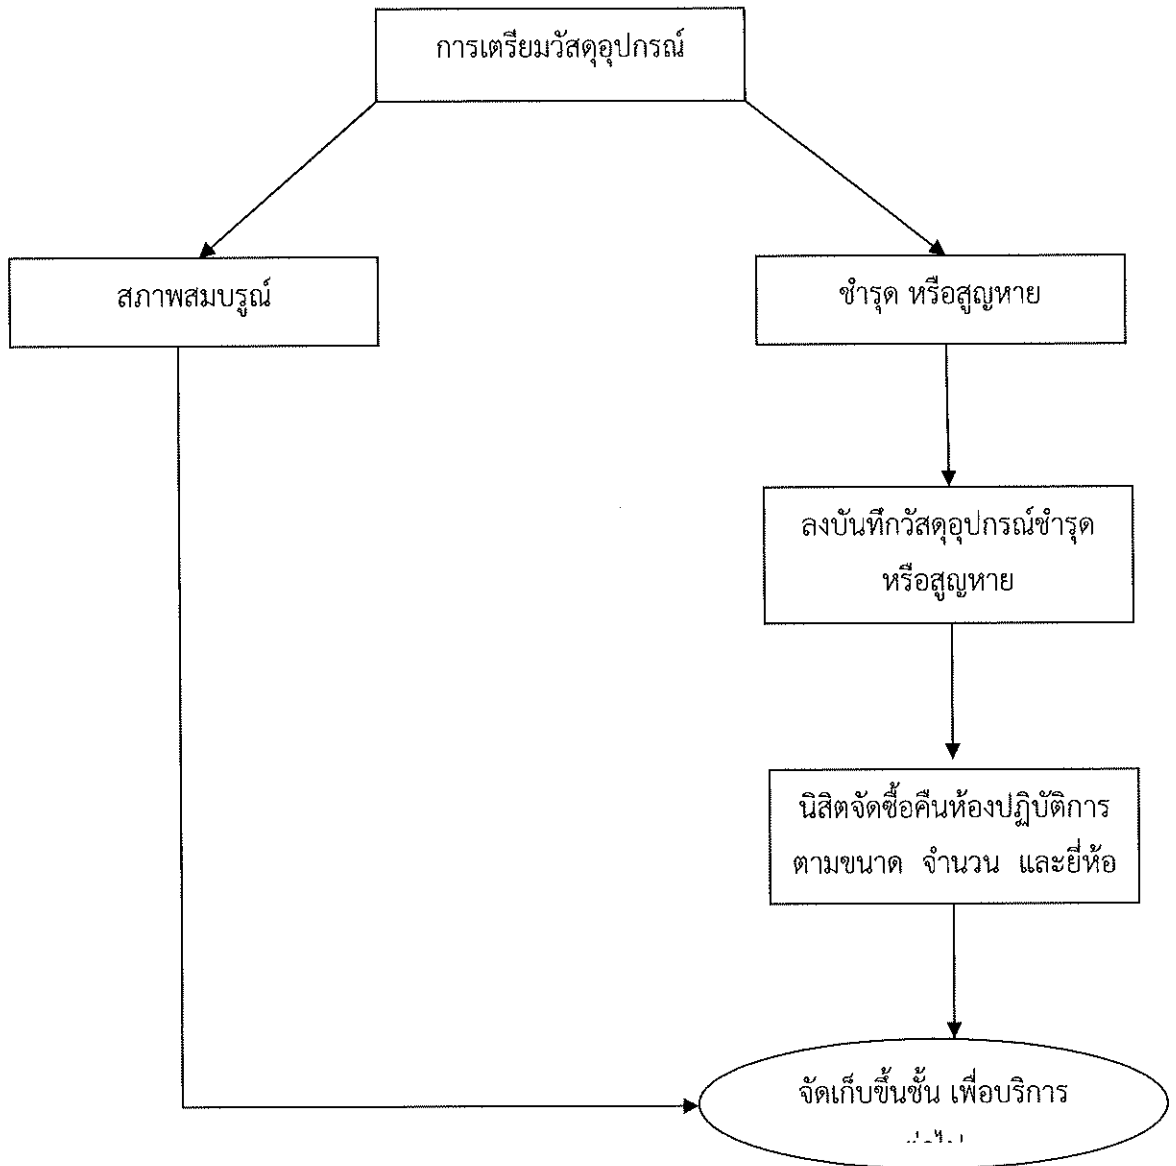 การเตรียมวัสดุอุปกรณ์
สภาพสมบรูณ์
ชำรุด หรือสูญหาย
ลงบันทึกวัสดุอุปกรณ์ชำรุด
หรือสูญหาย
นิสิตจัดซื้อคืนห้องปฏิบัติการ
ตามขนาด จำนวน และยี่ห้อ
จัดเก็บขึ้นชั้น เพื่อบริการ